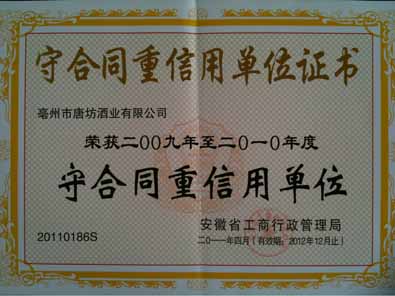 守合同重信用单位证书
亳州市唐坊酒业有限公司
荣获二00九年至二0一0年度
守合同重信用单位
安徽省工商行政管理局
20110186S
二0一一年四月(有效期:2012年12月止)